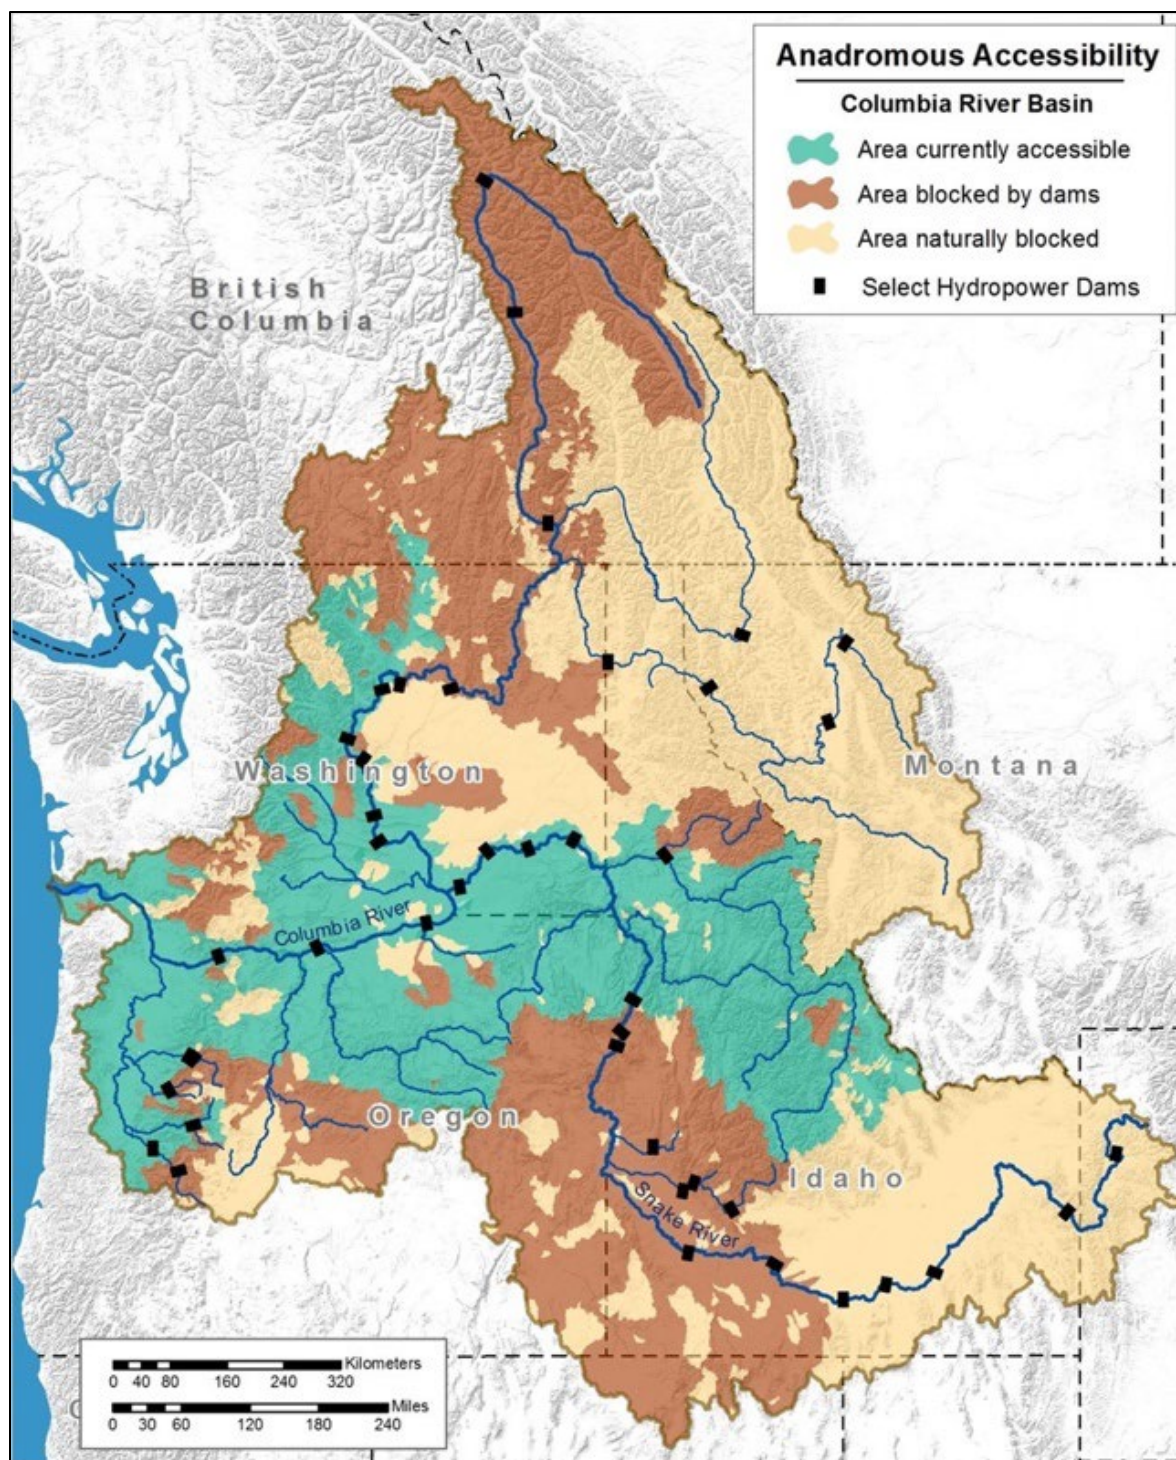 Anadromous Accessibility
Columbia River Basin
Area currently accessible
Area blocked by dams
Area naturally blocked
Select Hydropower Dams
British
Columbia
Washington
Montana
Columbia River
Oregon
Idaho
Snake River
Kilometers
0 40 80 160 240 320
Miles
0 30 60 120 180 240